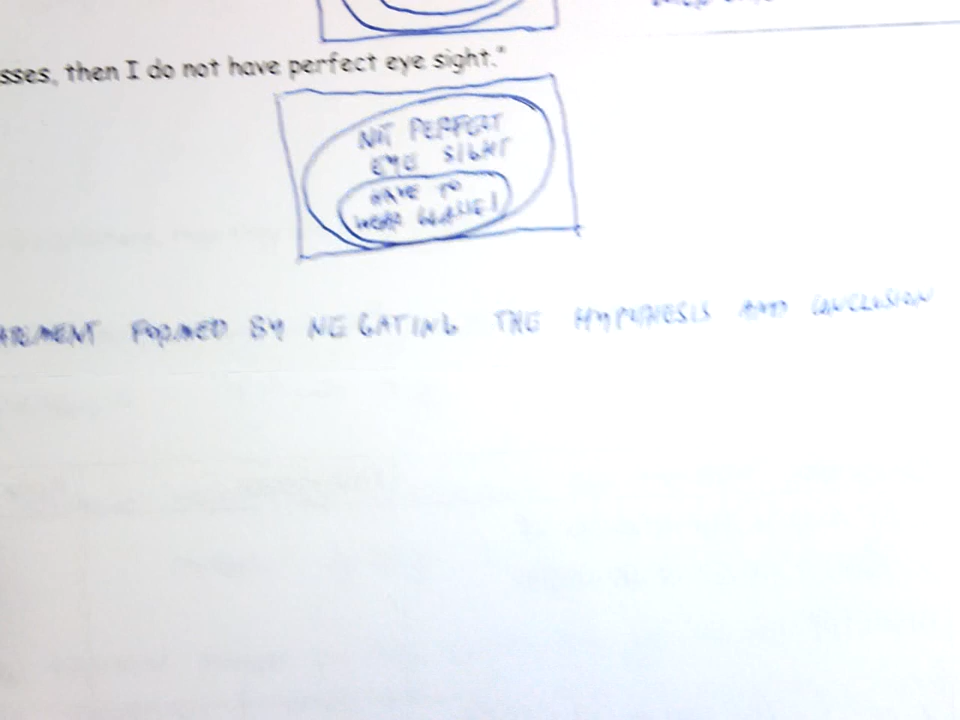 sses, then I do not have perfect eye sight."
NOT PERFECT
EYE SIGHT
HAVE TO
WEAR
FORMED BY NEGATING THE HYPOTHESIS AND CONCLUSION